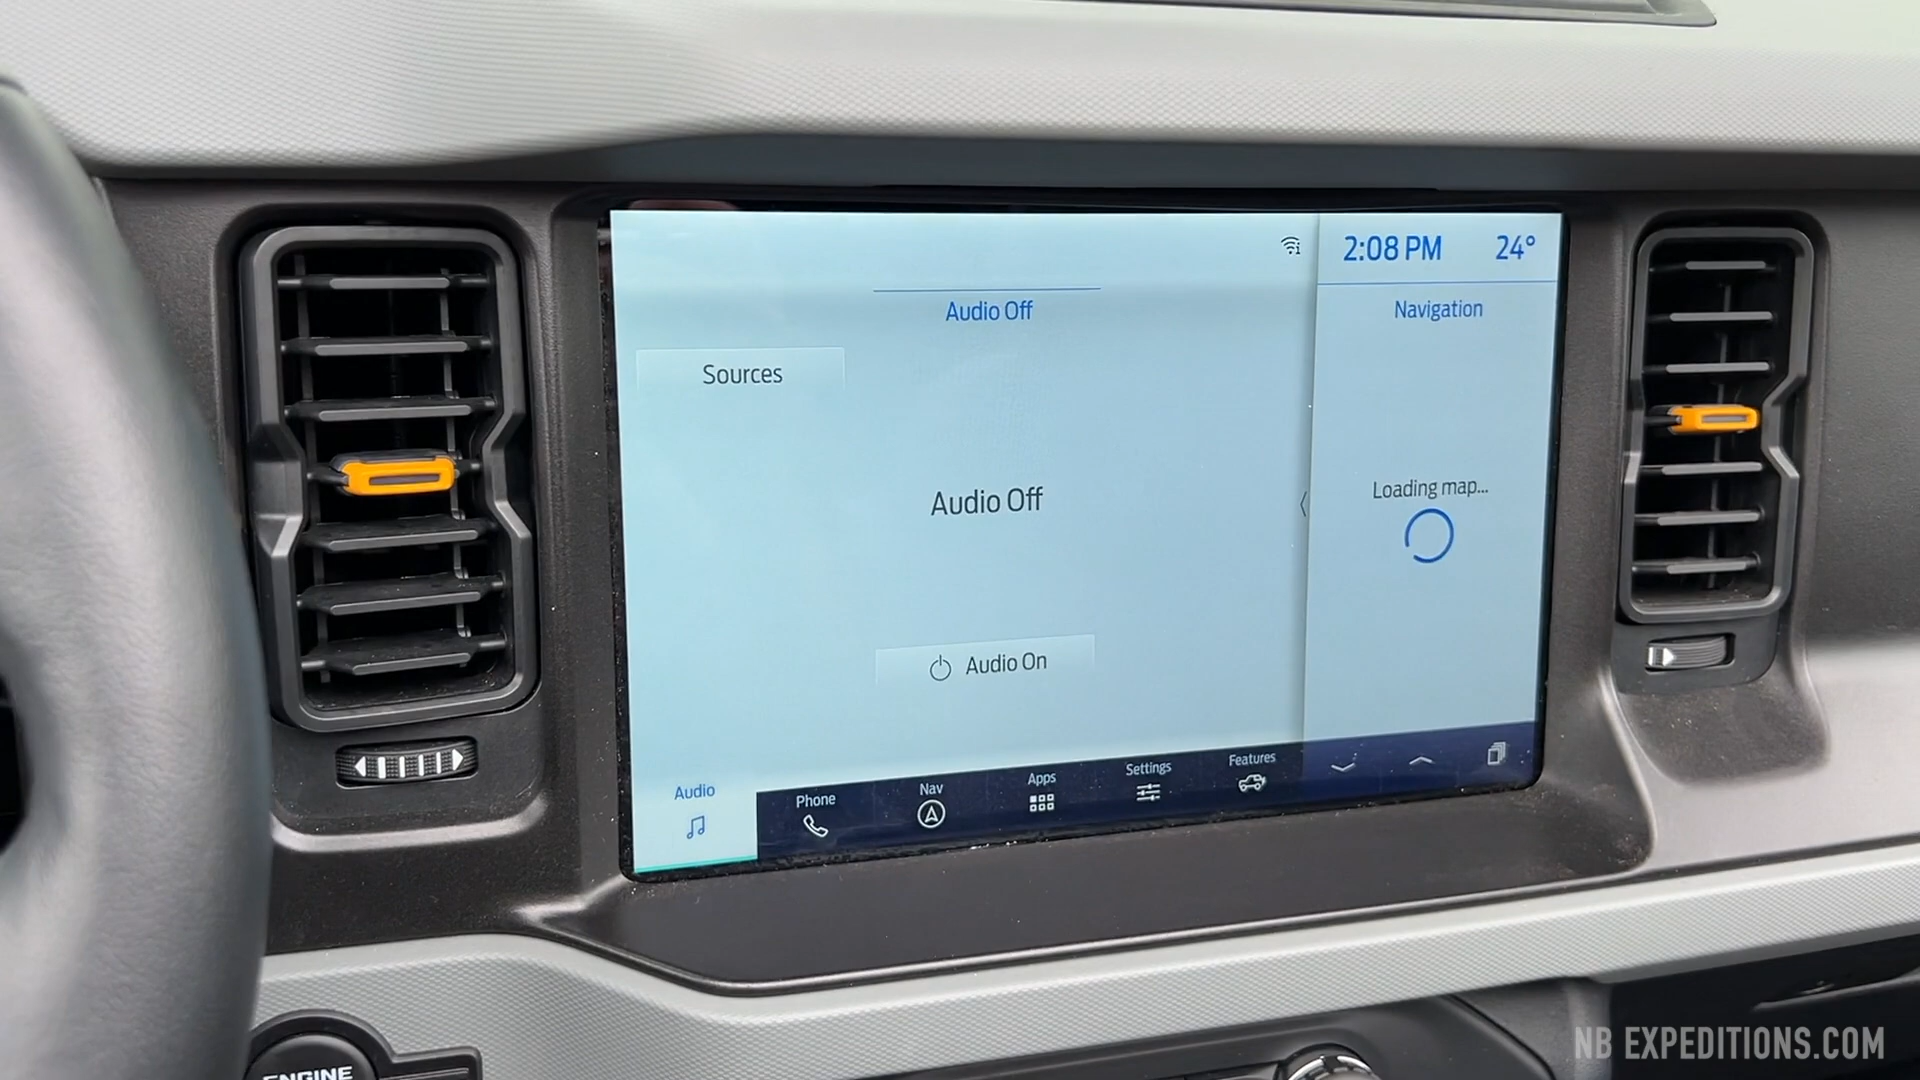 2:08 PM 24°
Audio Off
Navigation
Sources
Audio Off
Loading map...
Audio On
Audio
Phone
Nav
Apps
Settings
Features
ENGINE
NB EXPEDITIONS.COM